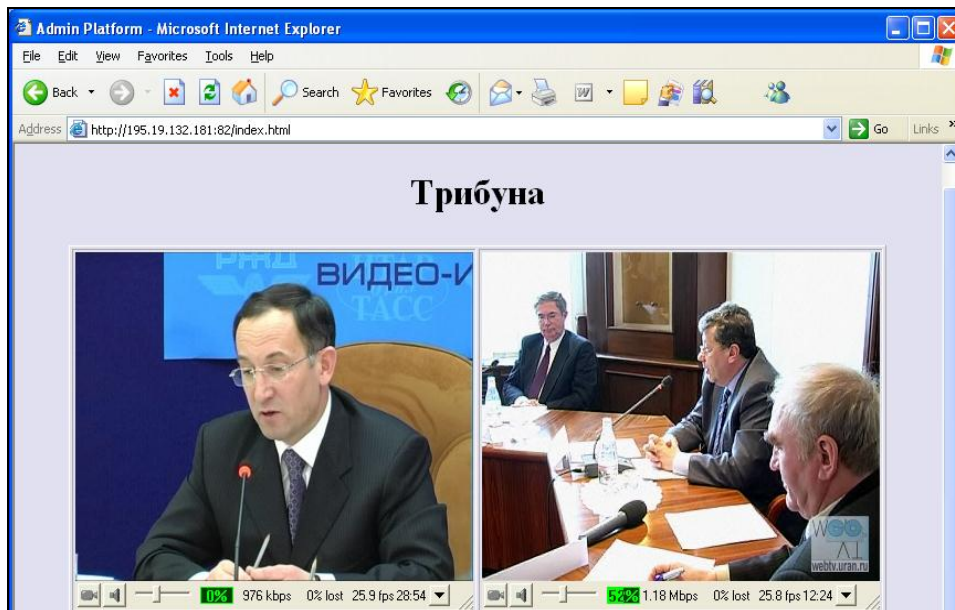 Admin Platform - Microsoft Internet Explorer
File Edit View Favorites Tools Help
Back Search Favorites
Address http://195.19.132.181:82/index.html Go Links »
Трибуна
РЖД
ВИДЕО-И
ТАСС
webtv.uran.ru
0% 976 kbps 0% lost 25.9 fps 28:54
52% 1.18 Mbps 0% lost 25.8 fps 12:24